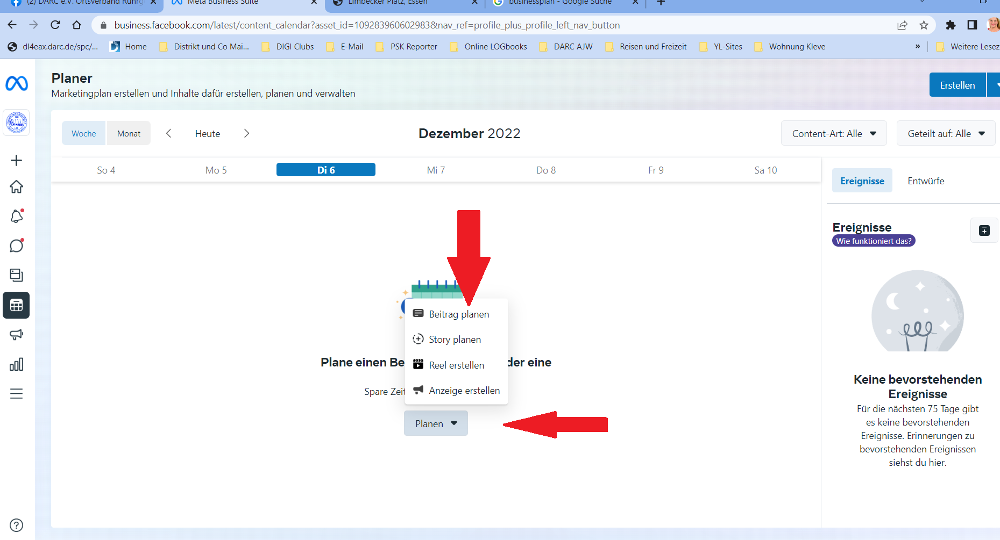 (2) DARC e.V. Ortsverband Ruhrg
Meta Business Suite
Limbecker Platz, Essen
businessplan - Google Suche
business.facebook.com/latest/content_calendar?asset_id=109283960602983&nav_ref=profile_plus_profile_left_nav_button
dl4eax.darc.de/spc/...
Home
Distrikt und Co Mai...
DIGI Clubs
E-Mail
PSK Reporter
Online LOGbooks
DARC AJW
Reisen und Freizeit
YL-Sites
Wohnung Kleve
»
Weitere Lesez
Planer
Marketingplan erstellen und Inhalte dafür erstellen, planen und verwalten
Erstellen
Woche
Monat
Heute
Dezember 2022
Content-Art: Alle
Geteilt auf: Alle
So 4
Mo 5
Di 6
Mi 7
Do 8
Fr 9
Sa 10
Ereignisse
Entwürfe
Ereignisse
Wie funktioniert das?
Beitrag planen
Story planen
Reel erstellen
Anzeige erstellen
Plane einen Be
der eine
Spare Zeit
Planen
Keine bevorstehenden
Ereignisse
Für die nächsten 75 Tage gibt
es keine bevorstehenden
Ereignisse. Erinnerungen zu
bevorstehenden Ereignissen
siehst du hier.